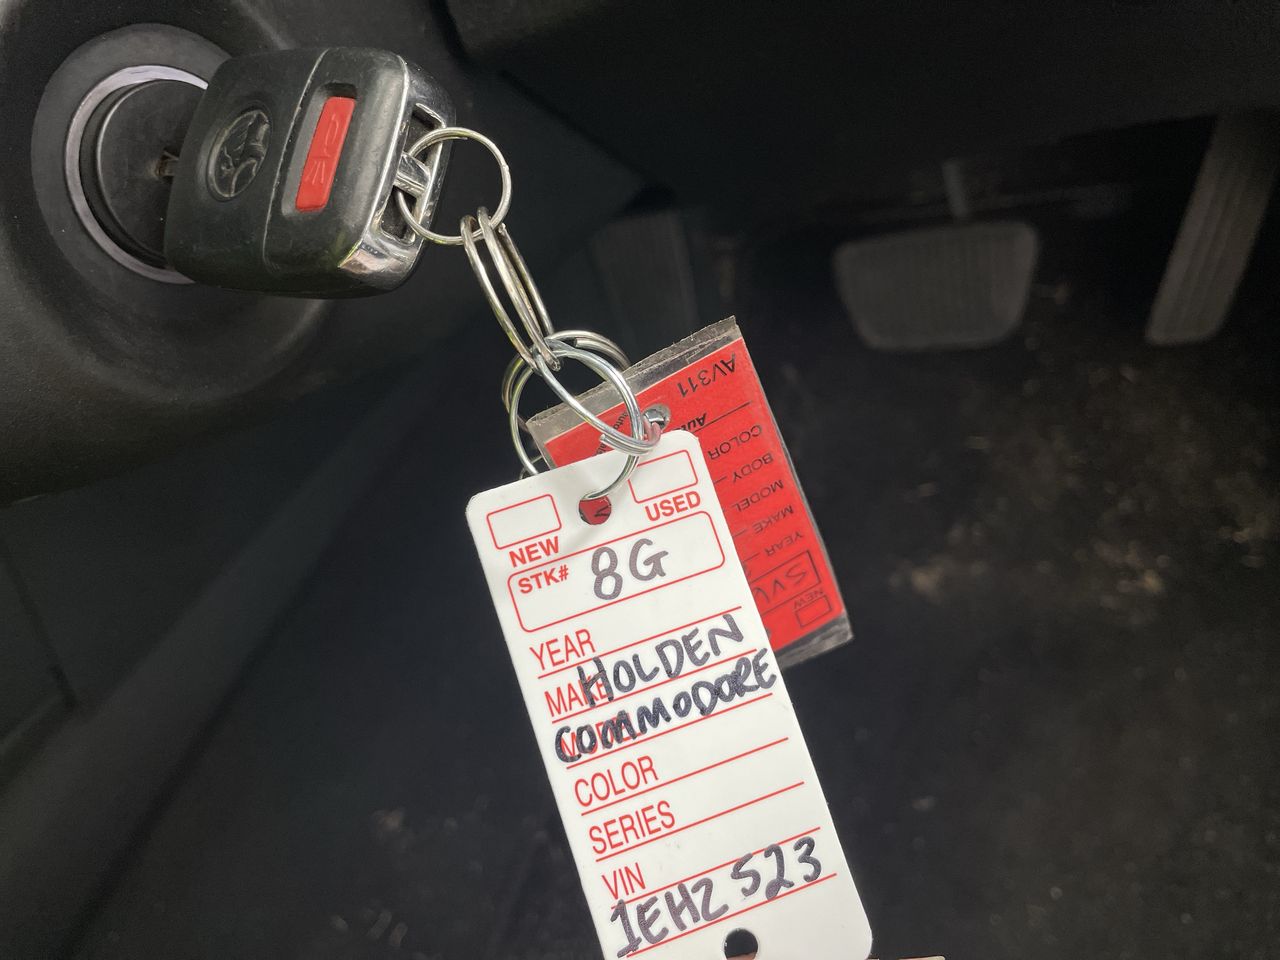 NEW
USED
STK# 8G
YEAR
MAKE HOLDEN
COMMODORE
COLOR
SERIES
VIN
1EHZ 523
AV311
COLOR
BODY
MODEL
MAKE
YEAR
NEW